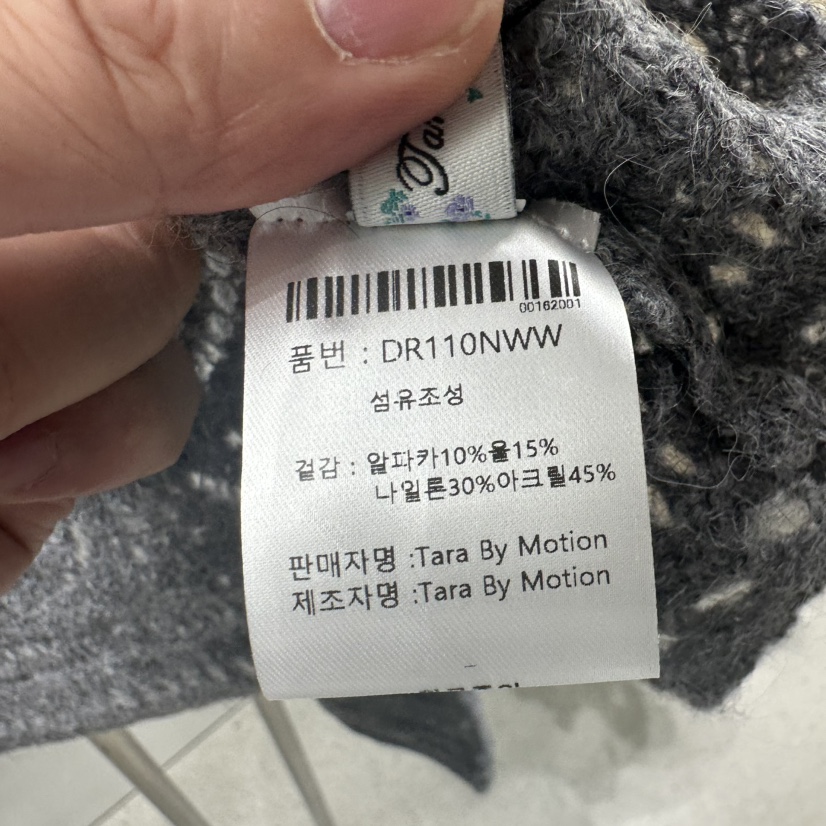 00162001
품번 : DR110NWW
섬유조성
겉감 : 알파카10%울15%
나일론30%아크릴45%
판매자명 :Tara By Motion
제조자명 :Tara By Motion